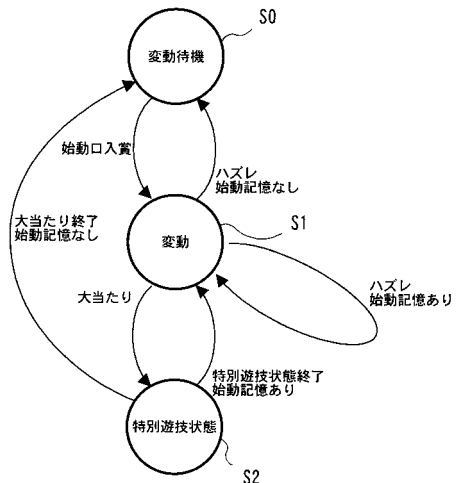 S0
変動待機
始動口入賞
ハズレ
始動記憶なし
大当たり終了
始動記憶なし
S1
変動
大当たり
ハズレ
始動記憶あり
特別遊技状態終了
始動記憶あり
特別遊技状態
S2